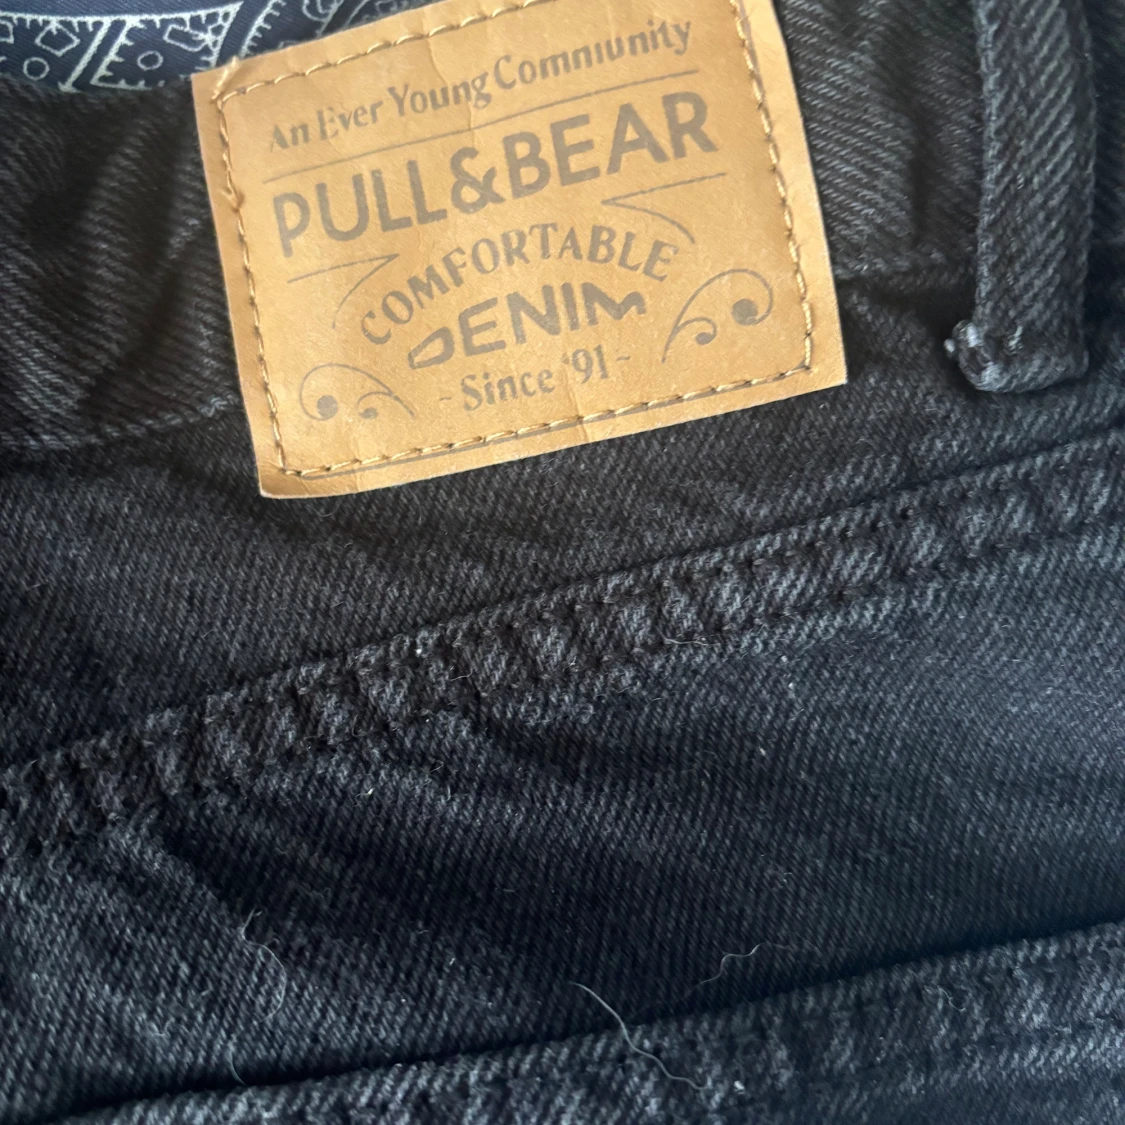 An Ever Young Community
PULL&BEAR
COMFORTABLE
DENIM
- Since '91 -